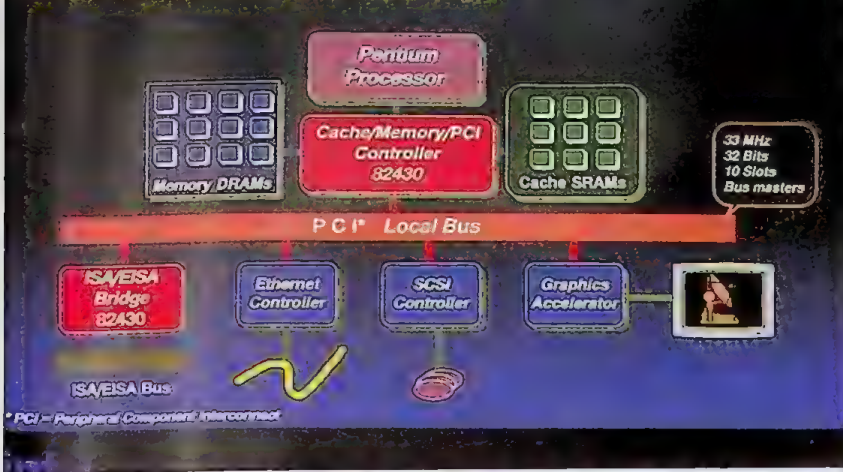 Pentium
Processor
Memory DRAMs
Cache/Memory/PCI
Controller
82430
Cache SRAMs
33 MHz
32 Bits
10 Slots
Bus masters
PCI* Local Bus
ISA/EISA
Bridge
82430
Ethernet
Controller
SCSI
Controller
Graphics
Accelerator
ISA/EISA Bus
* PCI = Peripheral Component Interconnect